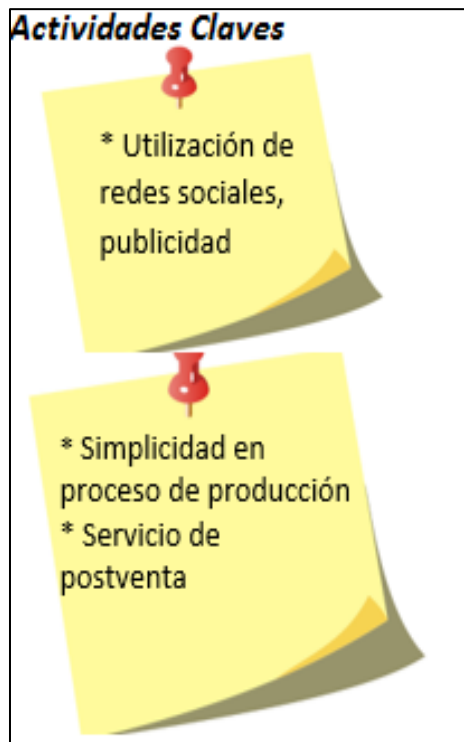 Actividades Claves
* Utilización de
redes sociales,
publicidad
* Simplicidad en
proceso de producción
* Servicio de
postventa